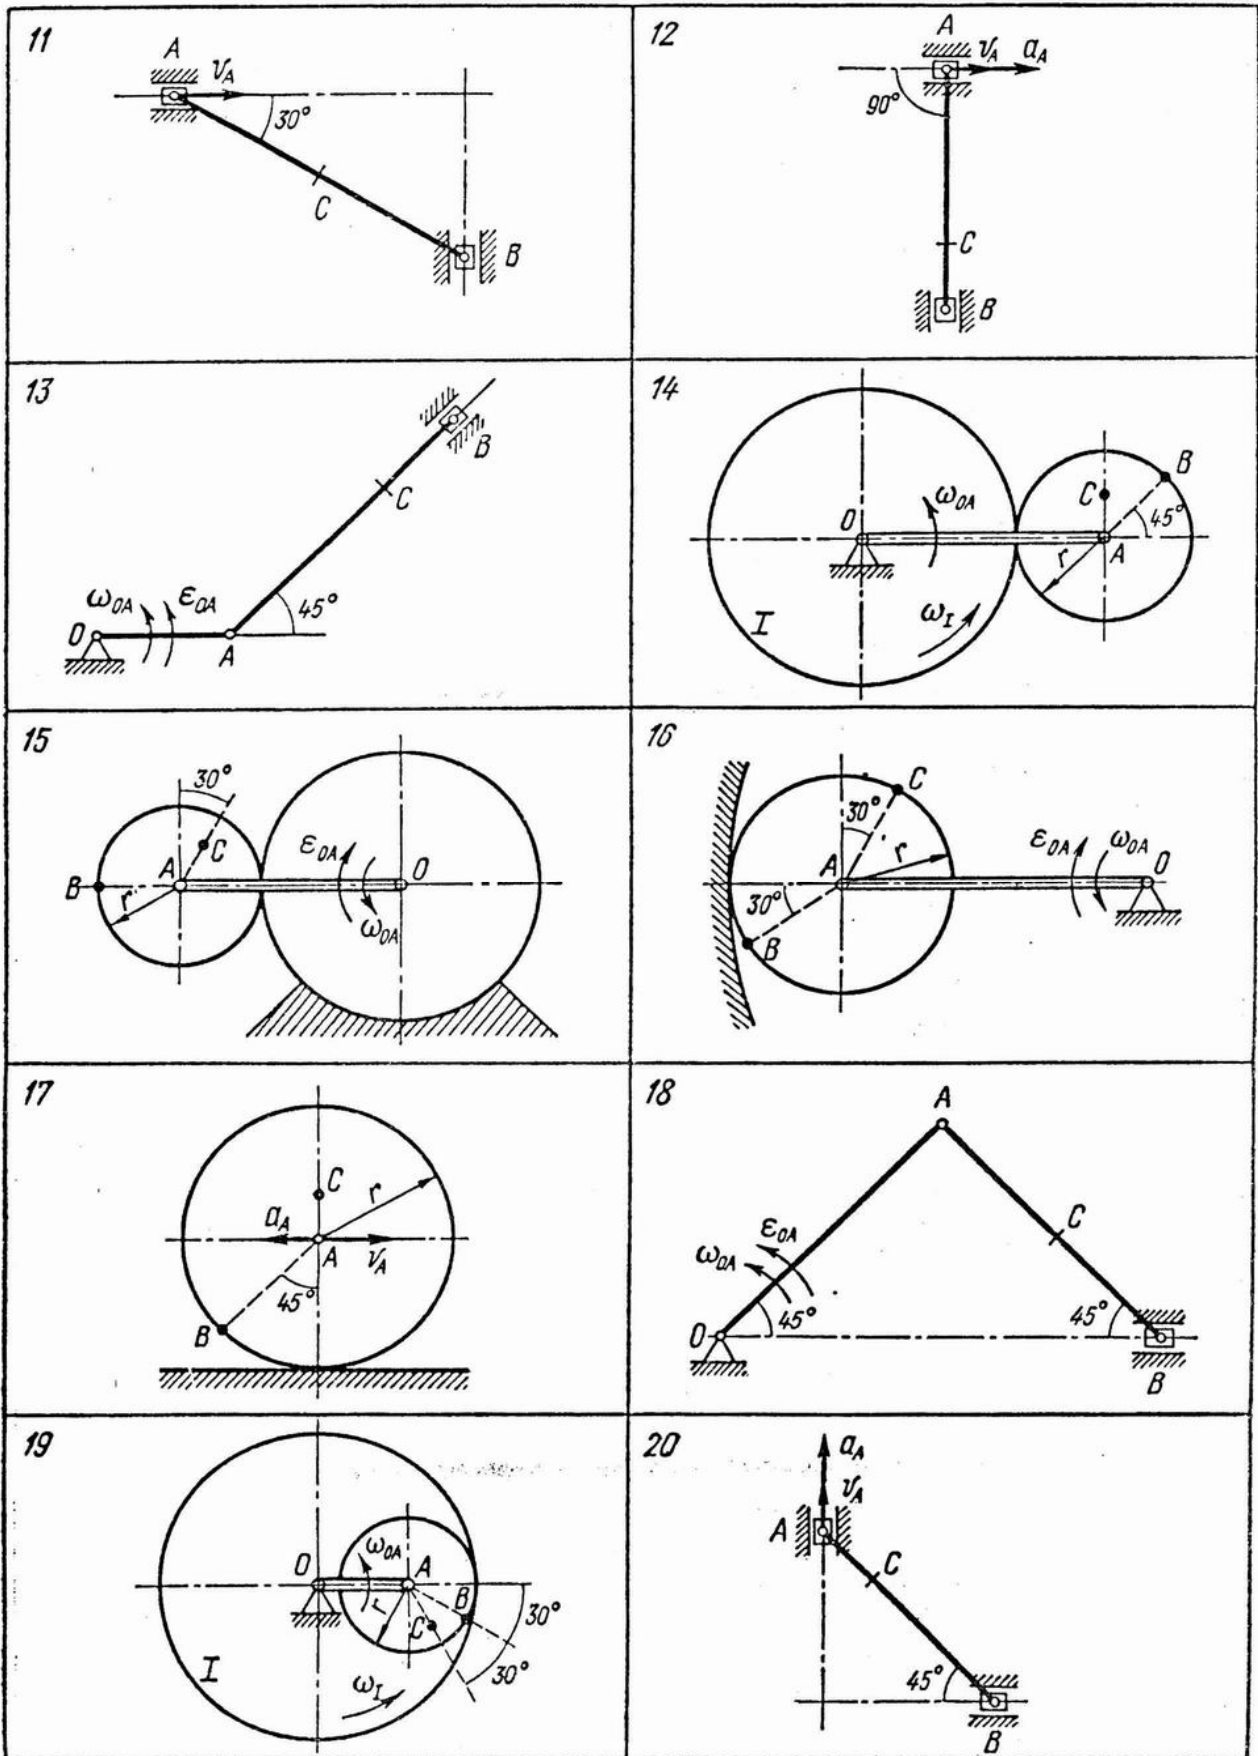 11
A
v_A
30°
C
B
12
A
v_A a_A
90°
C
B
13
B
C
ω_OA ε_OA
45°
O
A
14
B
C
ω_OA
45°
O
A
r
I
ω_I
15
30°
C
ε_OA
A
O
B
r
ω_OA
16
C
30°
r
ε_OA ω_OA
A
O
30°
B
17
C
r
a_A
A
v_A
45°
B
18
A
C
ε_OA
ω_OA
45°
45°
O
B
19
ω_OA
O
A
B
30°
r
C
30°
I
ω_I
20
a_A
v_A
A
C
45°
B